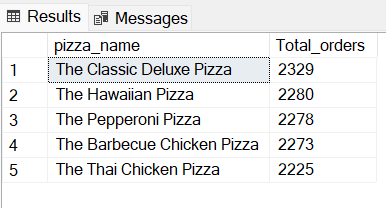 Results Messages
pizza_name Total_orders
1 The Classic Deluxe Pizza 2329
2 The Hawaiian Pizza 2280
3 The Pepperoni Pizza 2278
4 The Barbecue Chicken Pizza 2273
5 The Thai Chicken Pizza 2225